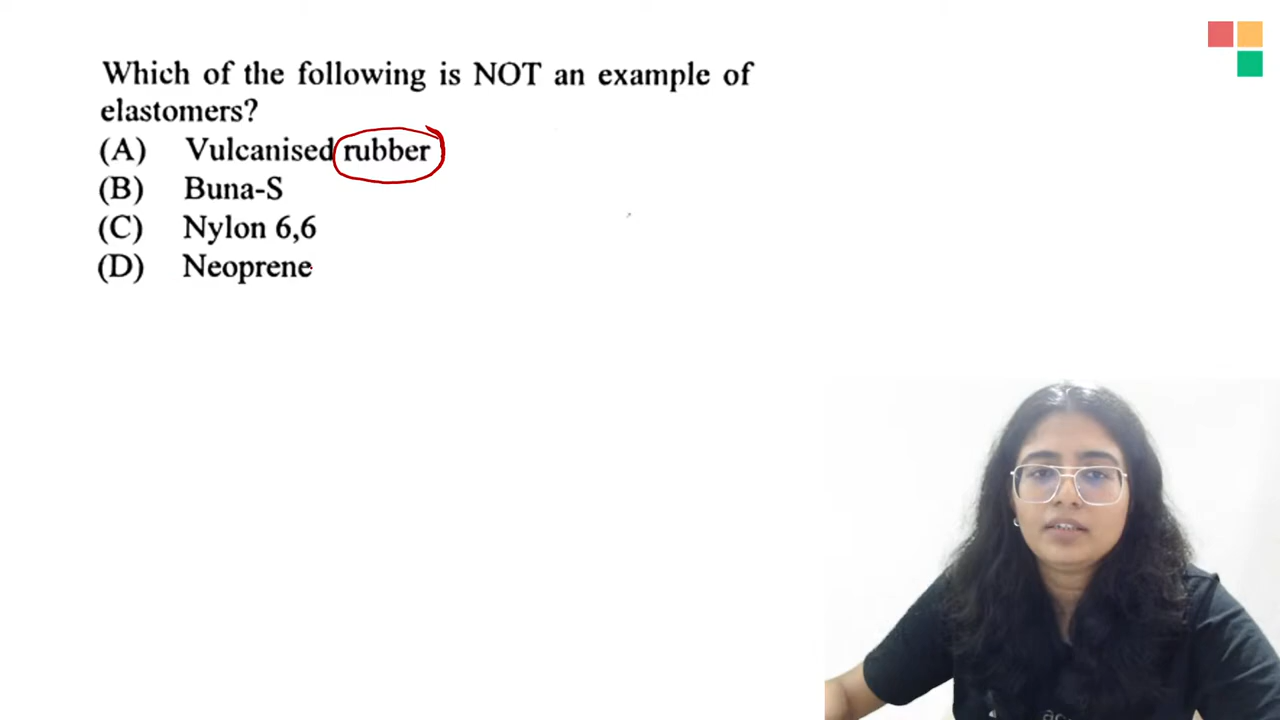 Which of the following is NOT an example of
elastomers?
(A) Vulcanised rubber
(B) Buna-S
(C) Nylon 6,6
(D) Neoprene